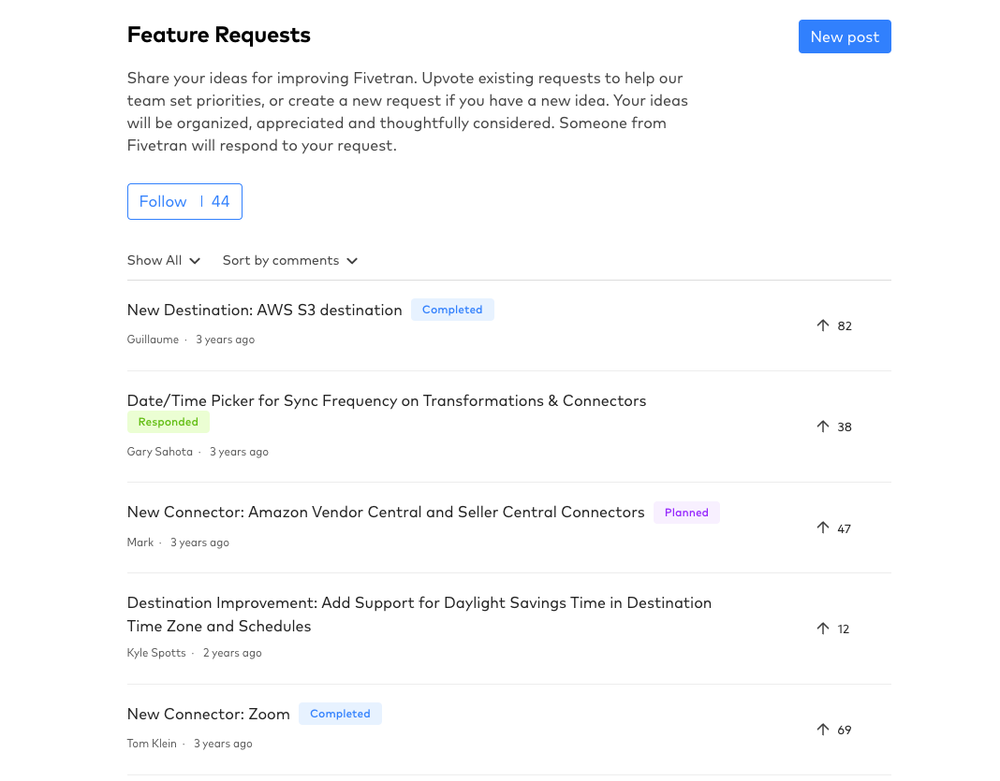 Feature Requests
New post
Share your ideas for improving Fivetran. Upvote existing requests to help our
team set priorities, or create a new request if you have a new idea. Your ideas
will be organized, appreciated and thoughtfully considered. Someone from
Fivetran will respond to your request.
Follow | 44
Show All Sort by comments
New Destination: AWS S3 destination Completed
Guillaume · 3 years ago
82
Date/Time Picker for Sync Frequency on Transformations & Connectors
Responded
Gary Sahota · 3 years ago
38
New Connector: Amazon Vendor Central and Seller Central Connectors Planned
Mark · 3 years ago
47
Destination Improvement: Add Support for Daylight Savings Time in Destination
Time Zone and Schedules
Kyle Spotts · 2 years ago
12
New Connector: Zoom Completed
Tom Klein · 3 years ago
69